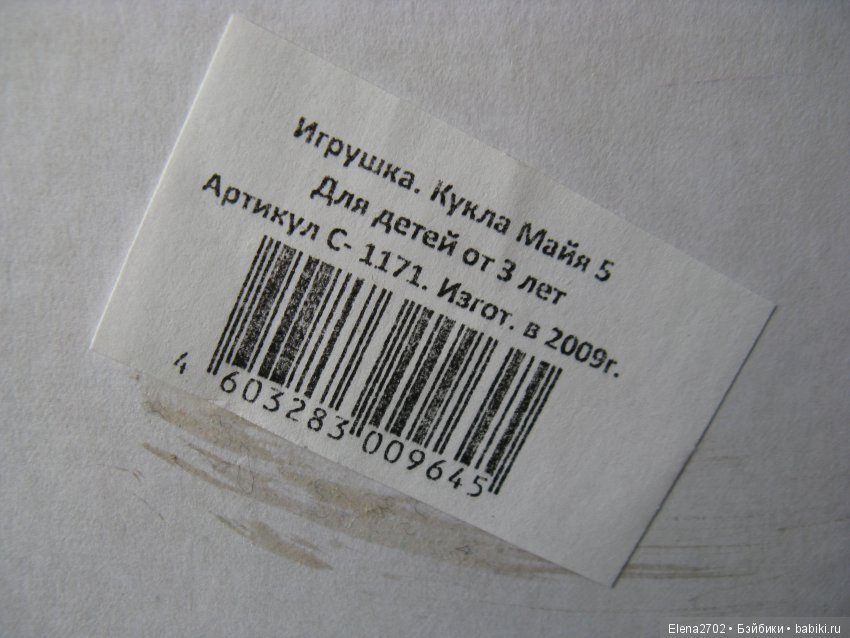 Игрушка. Кукла Майя 5
Для детей от 3 лет
Артикул С- 1171. Изгот. в 2009г.
4 603283 009645
Elena2702 • Бэйбики • babiki.ru